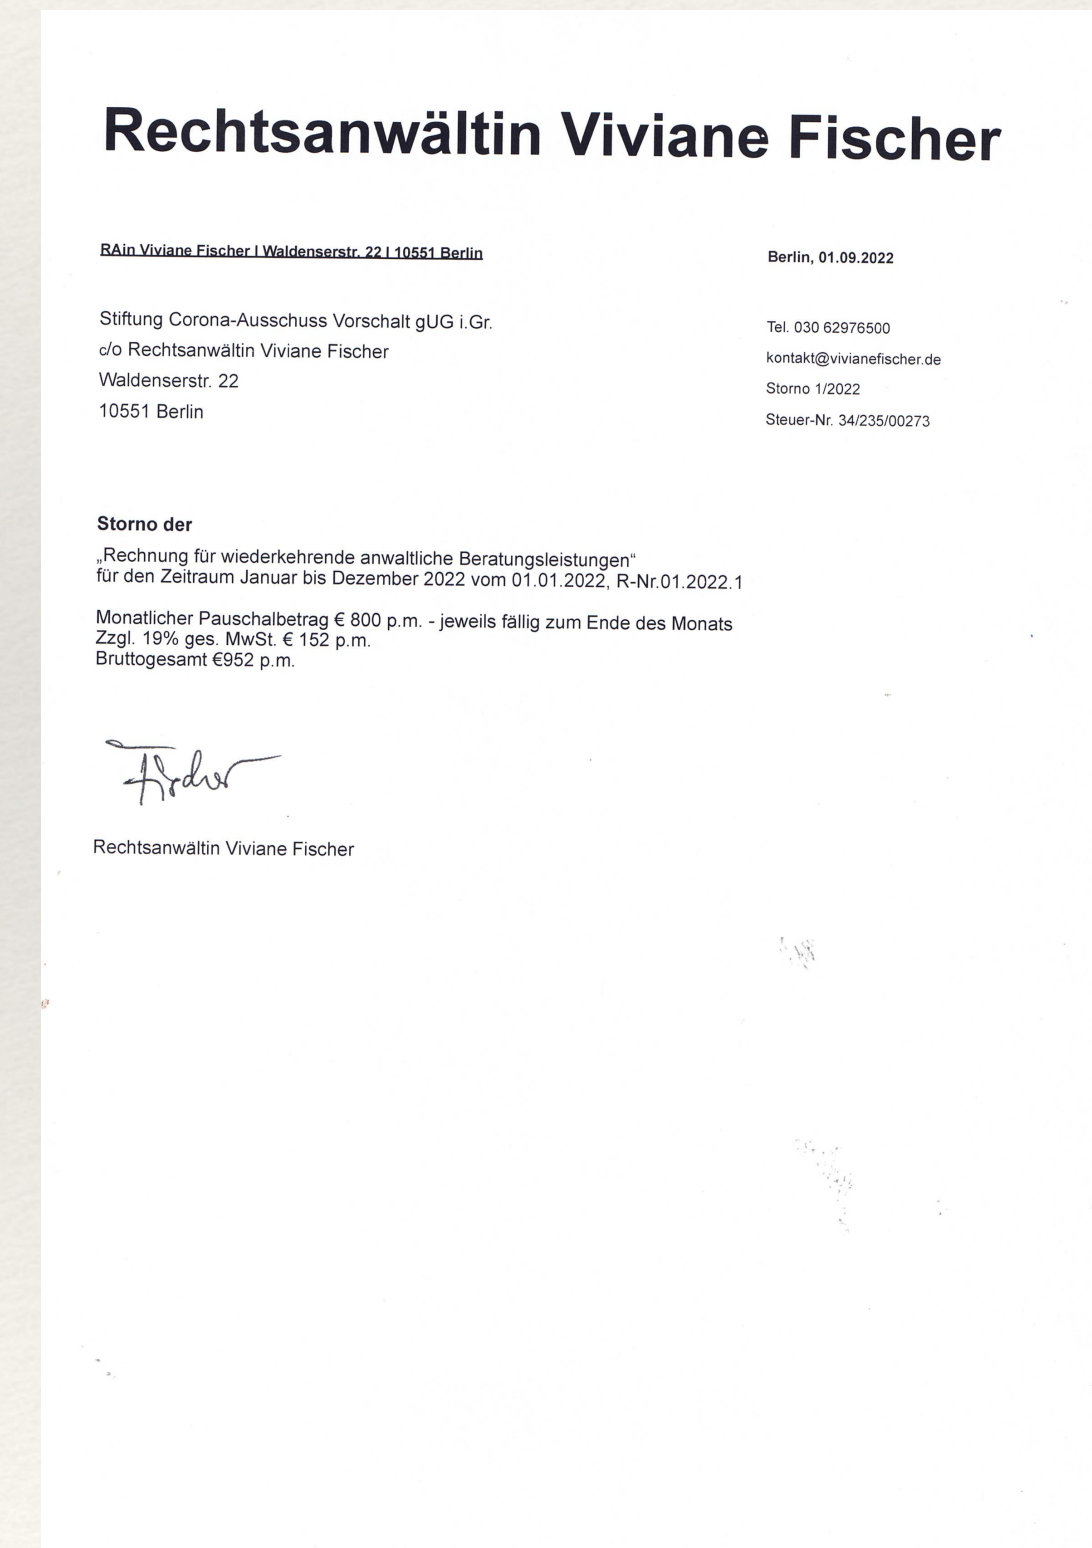 Rechtsanwältin Viviane Fischer
RAin Viviane Fischer I Waldenserstr. 22 I 10551 Berlin
Berlin, 01.09.2022
Stiftung Corona-Ausschuss Vorschalt gUG i.Gr.
c/o Rechtsanwältin Viviane Fischer
Waldenserstr. 22
10551 Berlin
Tel. 030 62976500
kontakt@vivianefischer.de
Storno 1/2022
Steuer-Nr. 34/235/00273
Storno der
„Rechnung für wiederkehrende anwaltliche Beratungsleistungen“
für den Zeitraum Januar bis Dezember 2022 vom 01.01.2022, R-Nr.01.2022.1
Monatlicher Pauschalbetrag € 800 p.m. - jeweils fällig zum Ende des Monats
Zzgl. 19% ges. MwSt. € 152 p.m.
Bruttogesamt €952 p.m.
Fischer
Rechtsanwältin Viviane Fischer